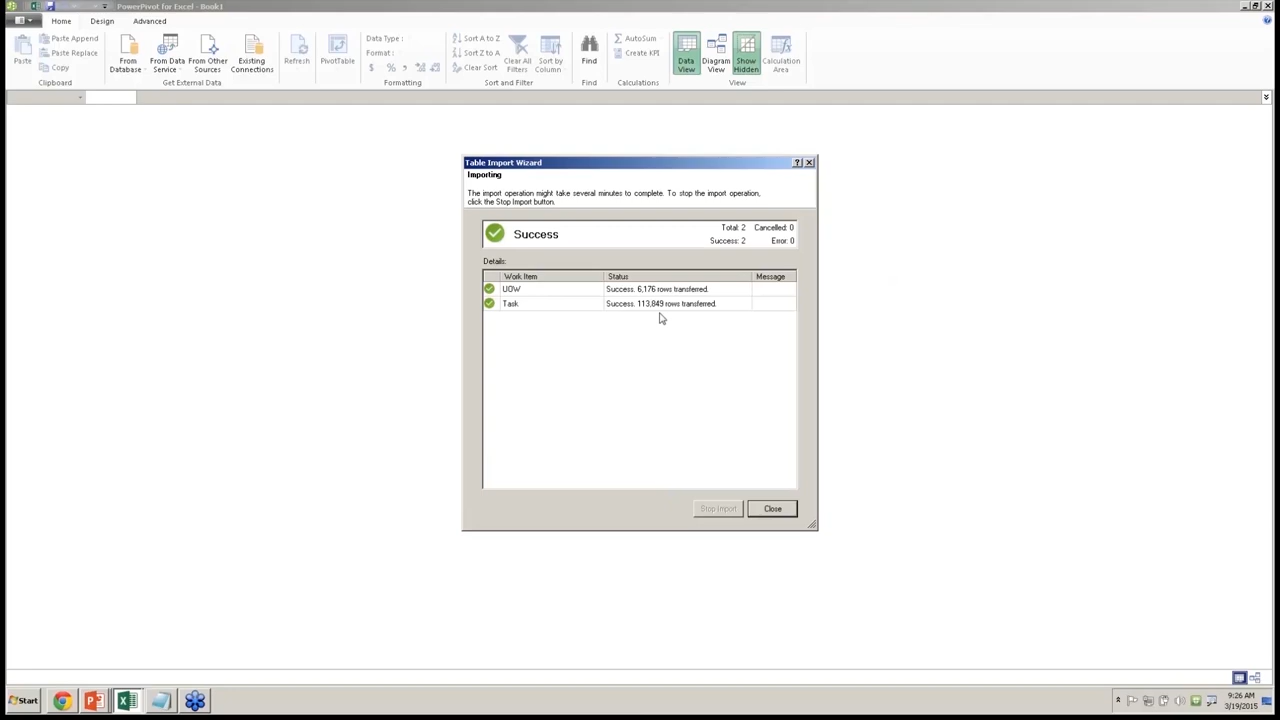 PowerPivot for Excel - Book1
Home Design Advanced
Paste
Paste Append
Paste Replace
Copy
Clipboard
From Database
From Data Service
From Other Sources
Existing Connections
Get External Data
Refresh
PivotTable
Data Type :
Format :
$ % ,
Formatting
Sort A to Z
Sort Z to A
Clear Sort
Clear All Filters
Sort by Column
Sort and Filter
Find
Find
AutoSum
Create KPI
Calculations
Data View
Diagram View
Show Hidden
Calculation Area
View
Table Import Wizard
Importing
The import operation might take several minutes to complete. To stop the import operation,
click the Stop Import button.
Success
Total: 2 Cancelled: 0
Success: 2 Error: 0
Details:
Work Item Status Message
UOW Success. 6,176 rows transferred.
Task Success. 113,849 rows transferred.
Stop Import Close
Start
9:26 AM
3/19/2015